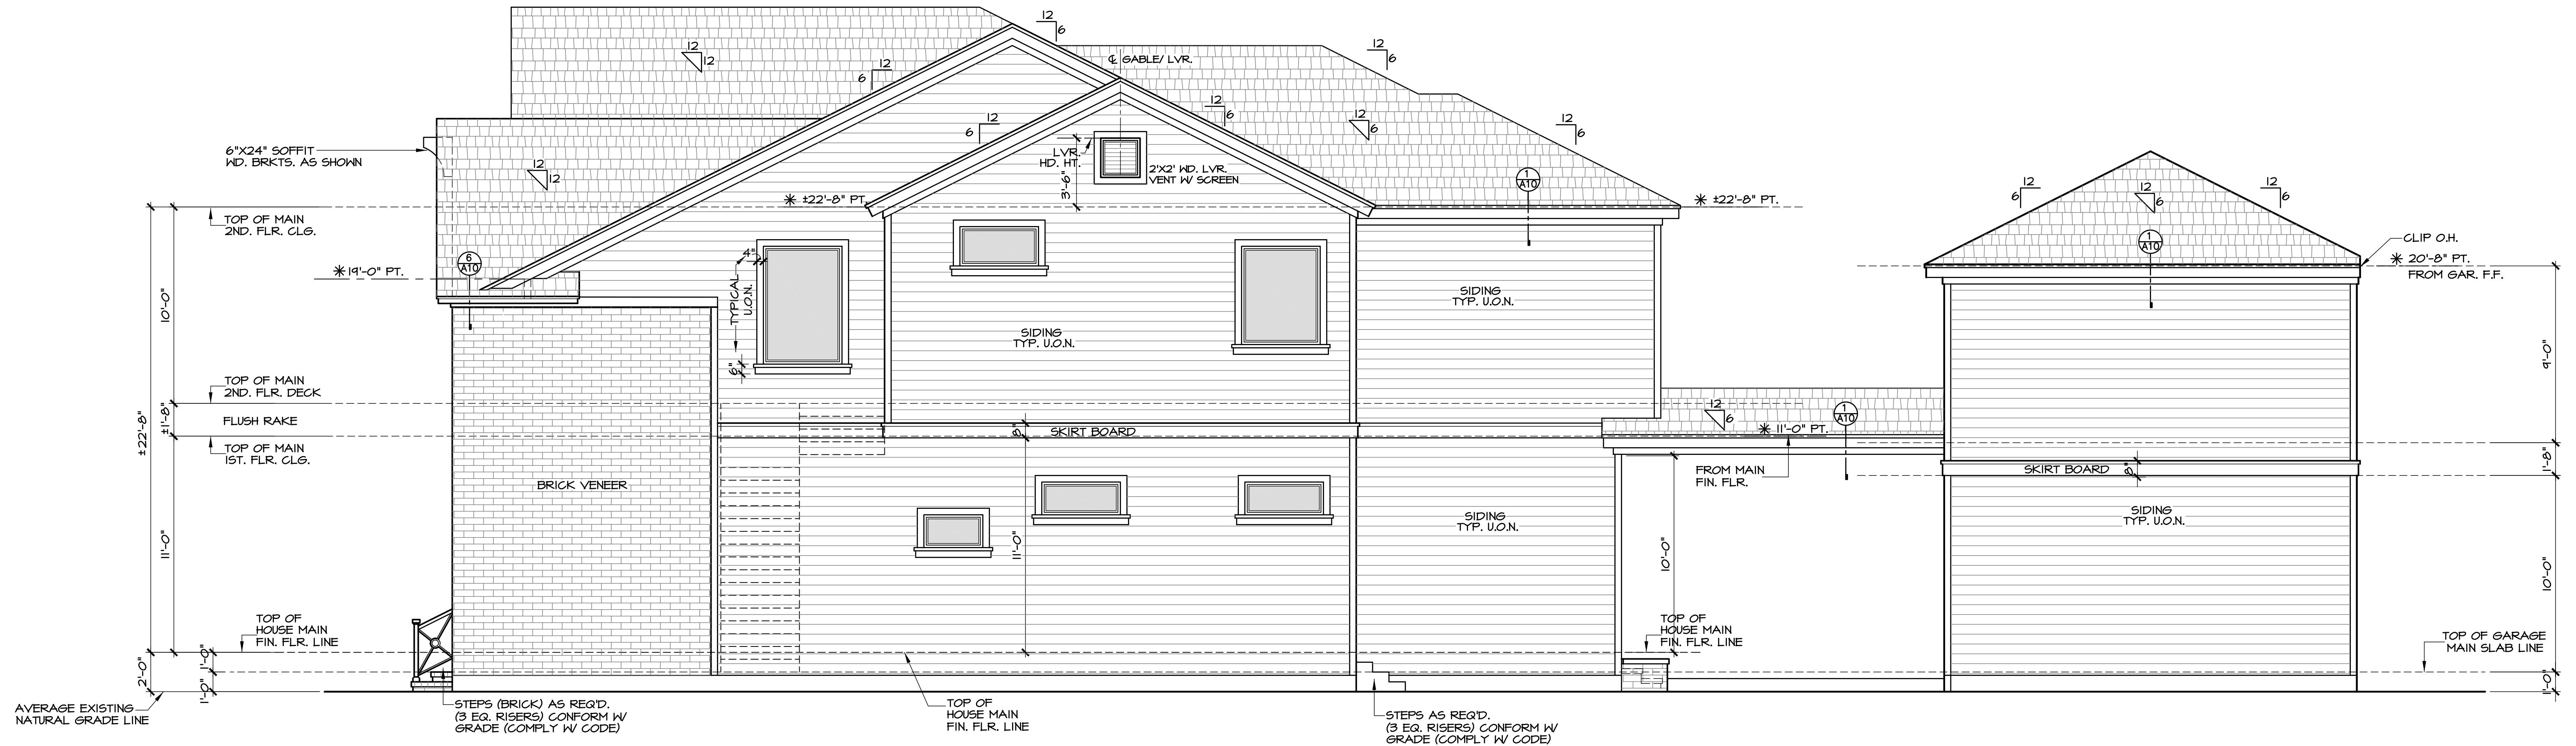 12
6
12
12
12
6
℄ GABLE/ LVR.
12
6
12
6
12
6
12
6
12
6
6"X24" SOFFIT
WD. BRKTS. AS SHOWN
12
12
LVR.
HD. HT.
3'-6"
2'X2' WD. LVR.
VENT W/ SCREEN
1
A10
12
6
12
6
12
6
TOP OF MAIN
2ND. FLR. CLG.
✳ ±22'-8" PT.
✳ ±22'-8" PT.
1
A10
CLIP O.H.
✳ 20'-8" PT.
FROM GAR. F.F.
6
A10
✳19'-0" PT.
4"
TYPICAL
U.O.N.
6"
SIDING
TYP. U.O.N.
SIDING
TYP. U.O.N.
10'-0"
9'-0"
TOP OF MAIN
2ND. FLR. DECK
FLUSH RAKE
±1'-8"
±22'-8"
TOP OF MAIN
1ST. FLR. CLG.
8"
SKIRT BOARD
12
6
1
A10
✳ 11'-0" PT.
FROM MAIN
FIN. FLR.
SKIRT BOARD
8"
1'-8"
BRICK VENEER
SIDING
TYP. U.O.N.
SIDING
TYP. U.O.N.
11'-0"
11'-0"
10'-0"
10'-0"
TOP OF
HOUSE MAIN
FIN. FLR. LINE
TOP OF
HOUSE MAIN
FIN. FLR. LINE
TOP OF GARAGE
MAIN SLAB LINE
2'-0"
1'-0"
1'-0"
1'-0"
AVERAGE EXISTING
NATURAL GRADE LINE
STEPS (BRICK) AS REQ'D.
(3 EQ. RISERS) CONFORM W/
GRADE (COMPLY W/ CODE)
TOP OF
HOUSE MAIN
FIN. FLR. LINE
STEPS AS REQ'D.
(3 EQ. RISERS) CONFORM W/
GRADE (COMPLY W/ CODE)